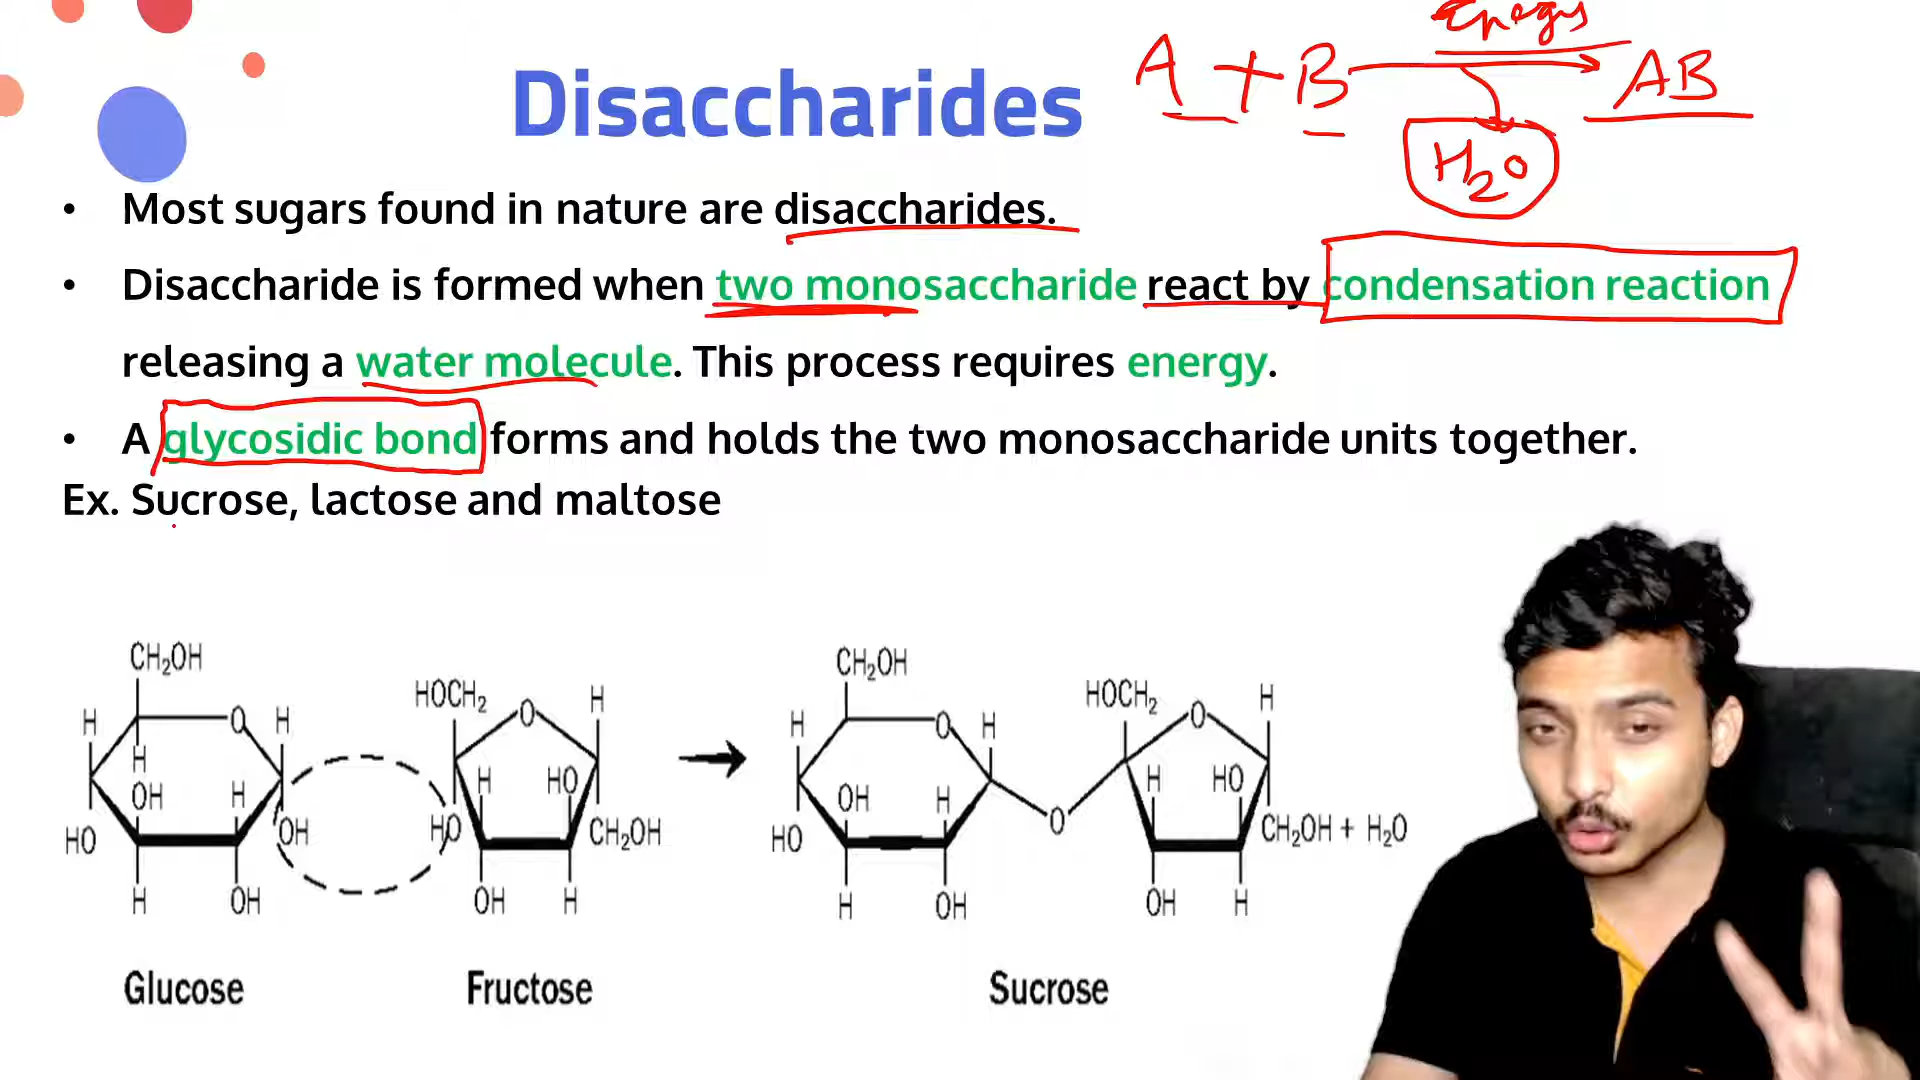 Energy
A + B → AB
H₂O
Disaccharides
• Most sugars found in nature are disaccharides.
• Disaccharide is formed when two monosaccharide react by condensation reaction
releasing a water molecule. This process requires energy.
• A glycosidic bond forms and holds the two monosaccharide units together.
Ex. Sucrose, lactose and maltose
CH₂OH
H O H
H
OH H
HO OH
H OH
HOCH₂ O H
H HO
HO CH₂OH
OH H
CH₂OH
H O H
OH H
HO O
H OH
HOCH₂ O H
H HO
CH₂OH + H₂O
OH H
Glucose Fructose Sucrose